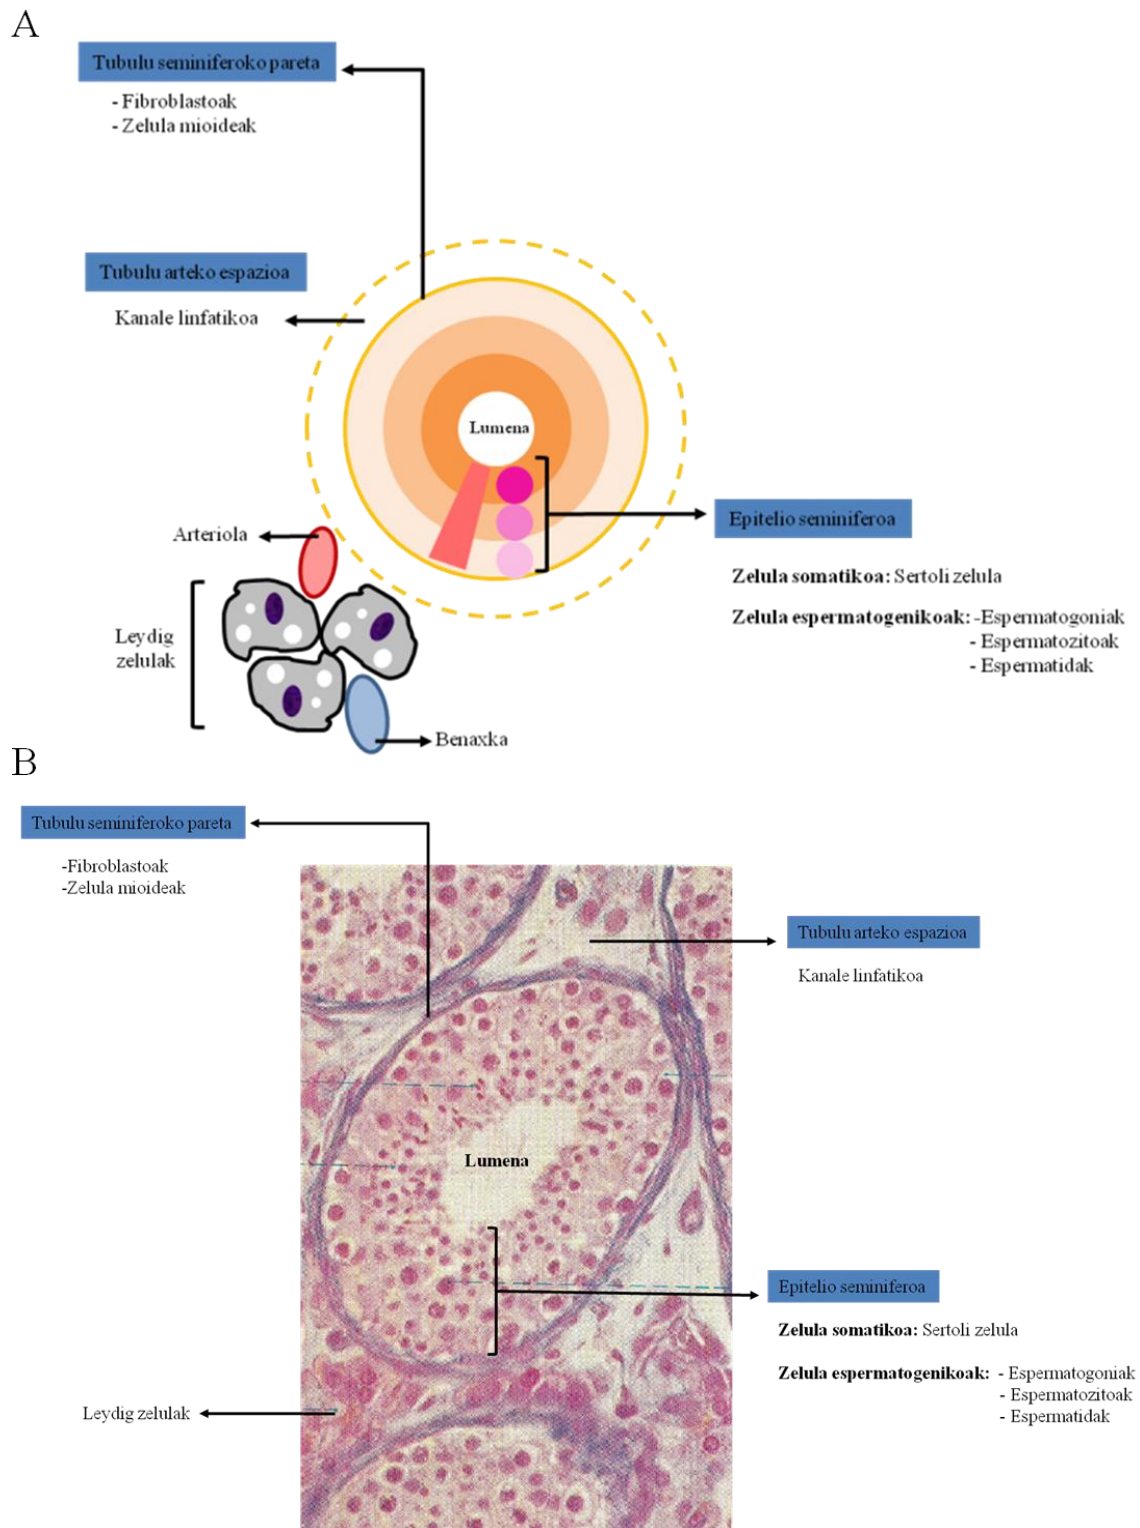 A
Tubulu seminiferoko pareta
- Fibroblastoak
- Zelula mioideak
Tubulu arteko espazioa
Kanale linfatikoa
Lumena
Arteriola
Epitelio seminiferoa
Zelula somatikoa: Sertoli zelula
Zelula espermatogenikoak: -Espermatogoniak
- Espermatozitoak
- Espermatidak
Leydig
zelulak
Benaxka
B
Tubulu seminiferoko pareta
-Fibroblastoak
-Zelula mioideak
Tubulu arteko espazioa
Kanale linfatikoa
Lumena
Epitelio seminiferoa
Zelula somatikoa: Sertoli zelula
Zelula espermatogenikoak: - Espermatogoniak
- Espermatozitoak
- Espermatidak
Leydig zelulak